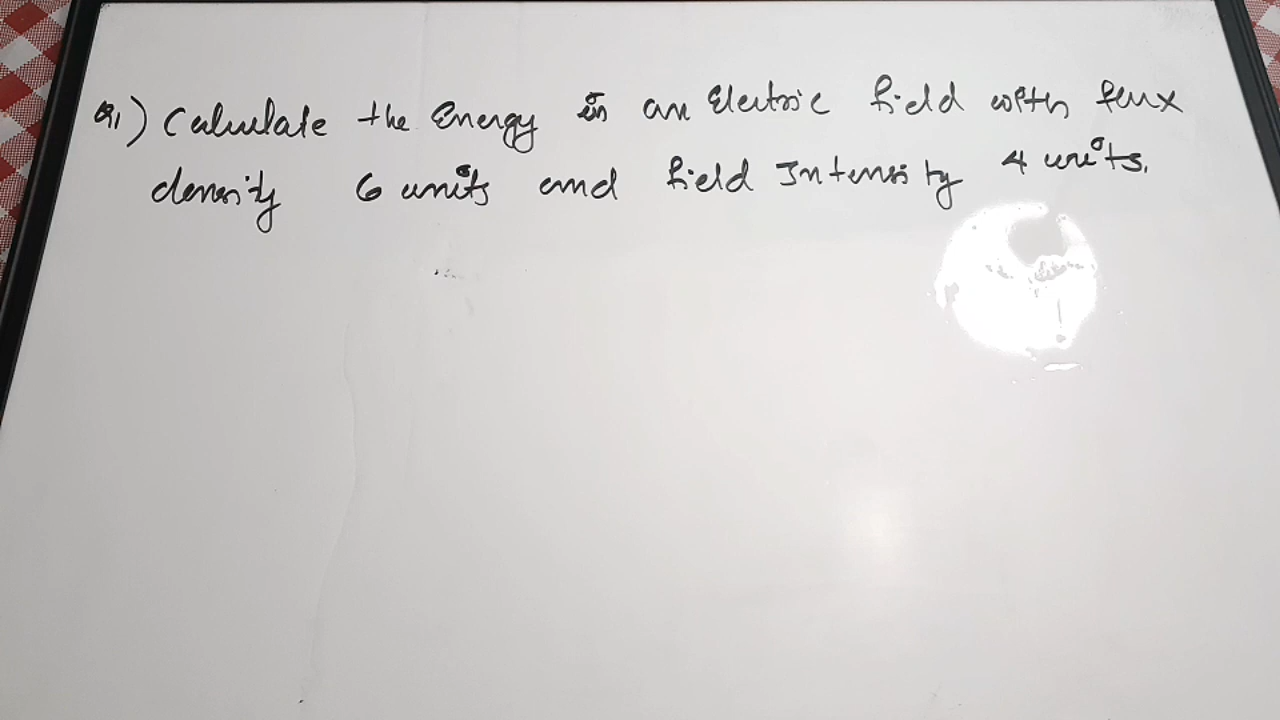 Q1) Calculate the Energy in an Electric field with flux
density 6 units and field Intensity 4 units.